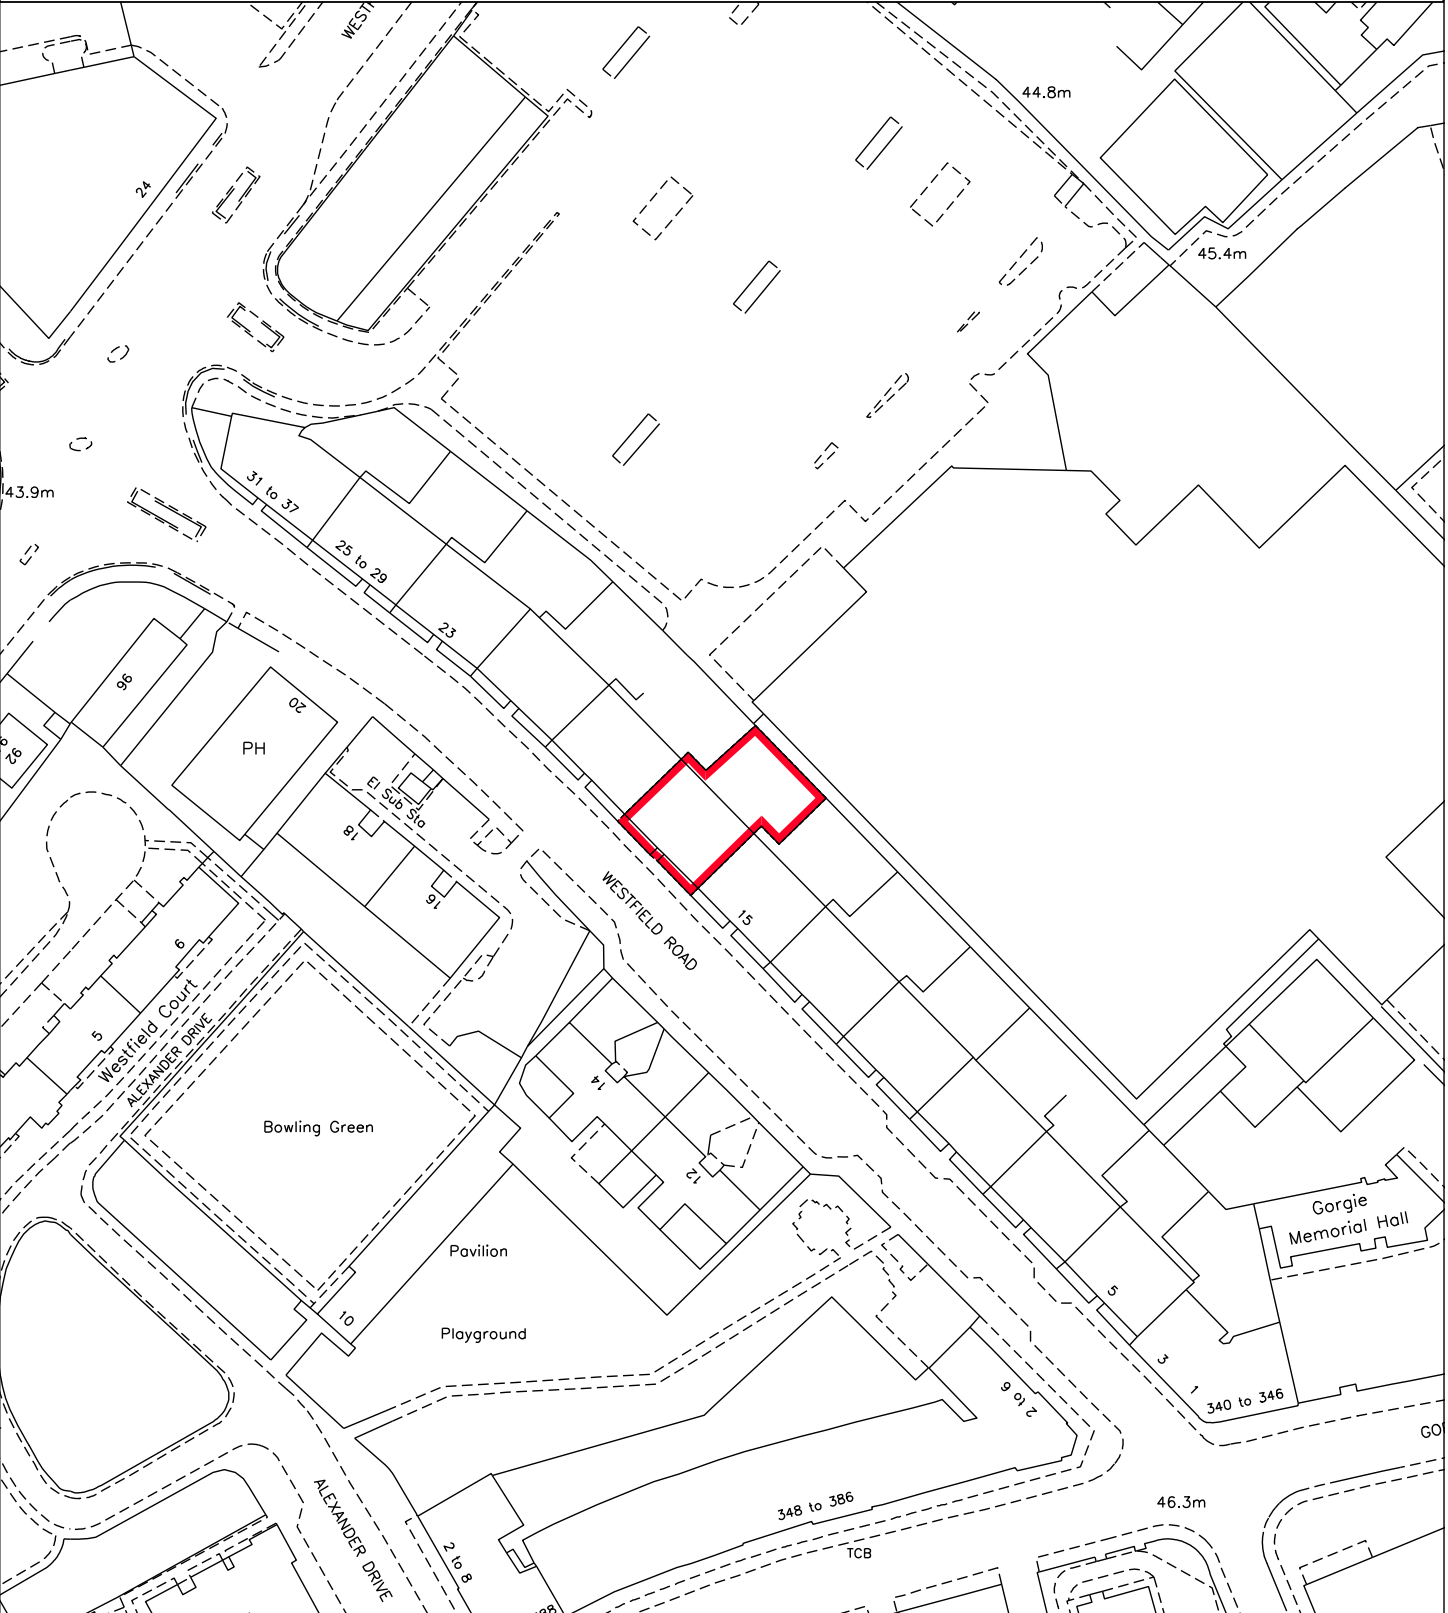 44.8m
24
45.4m
31 to 37
43.9m
25 to 29
23
96
20
PH
92
El Sub Sta
18
16
WESTFIELD ROAD
15
6
5
Westfield Court
ALEXANDER DRIVE
14
Bowling Green
12
Gorgie
Memorial Hall
Pavilion
10
Playground
5
3
1
2 to 6
340 to 346
348 to 386
46.3m
ALEXANDER DRIVE
2 to 8
TCB